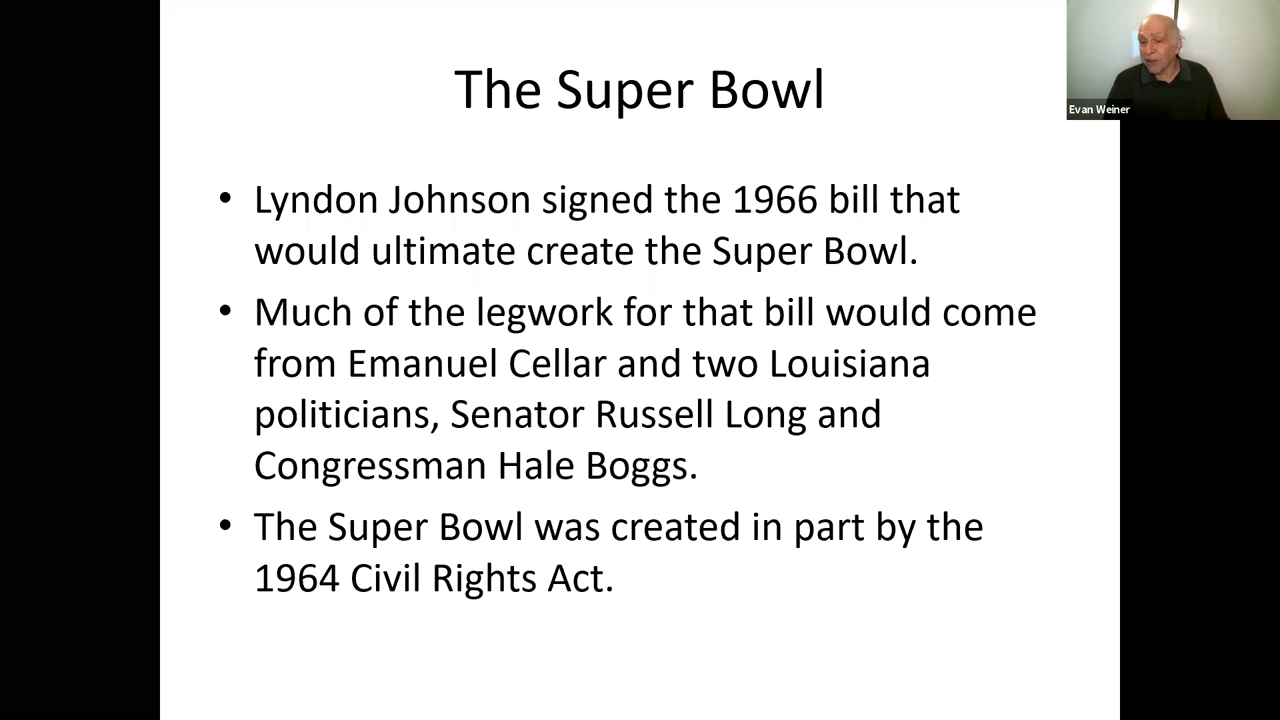 The Super Bowl
Evan Weiner
• Lyndon Johnson signed the 1966 bill that
would ultimate create the Super Bowl.
• Much of the legwork for that bill would come
from Emanuel Cellar and two Louisiana
politicians, Senator Russell Long and
Congressman Hale Boggs.
• The Super Bowl was created in part by the
1964 Civil Rights Act.